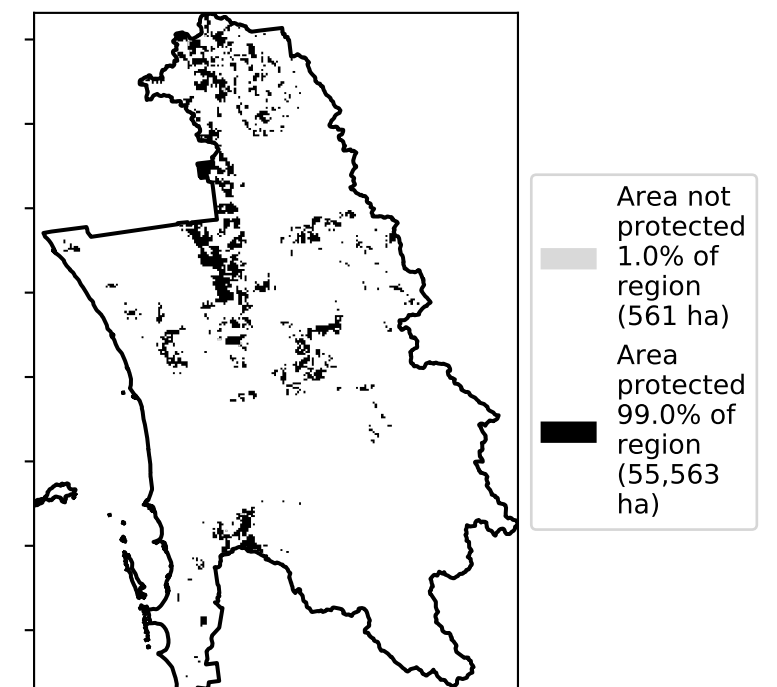 Area not
protected
1.0% of
region
(561 ha)
Area
protected
99.0% of
region
(55,563
ha)